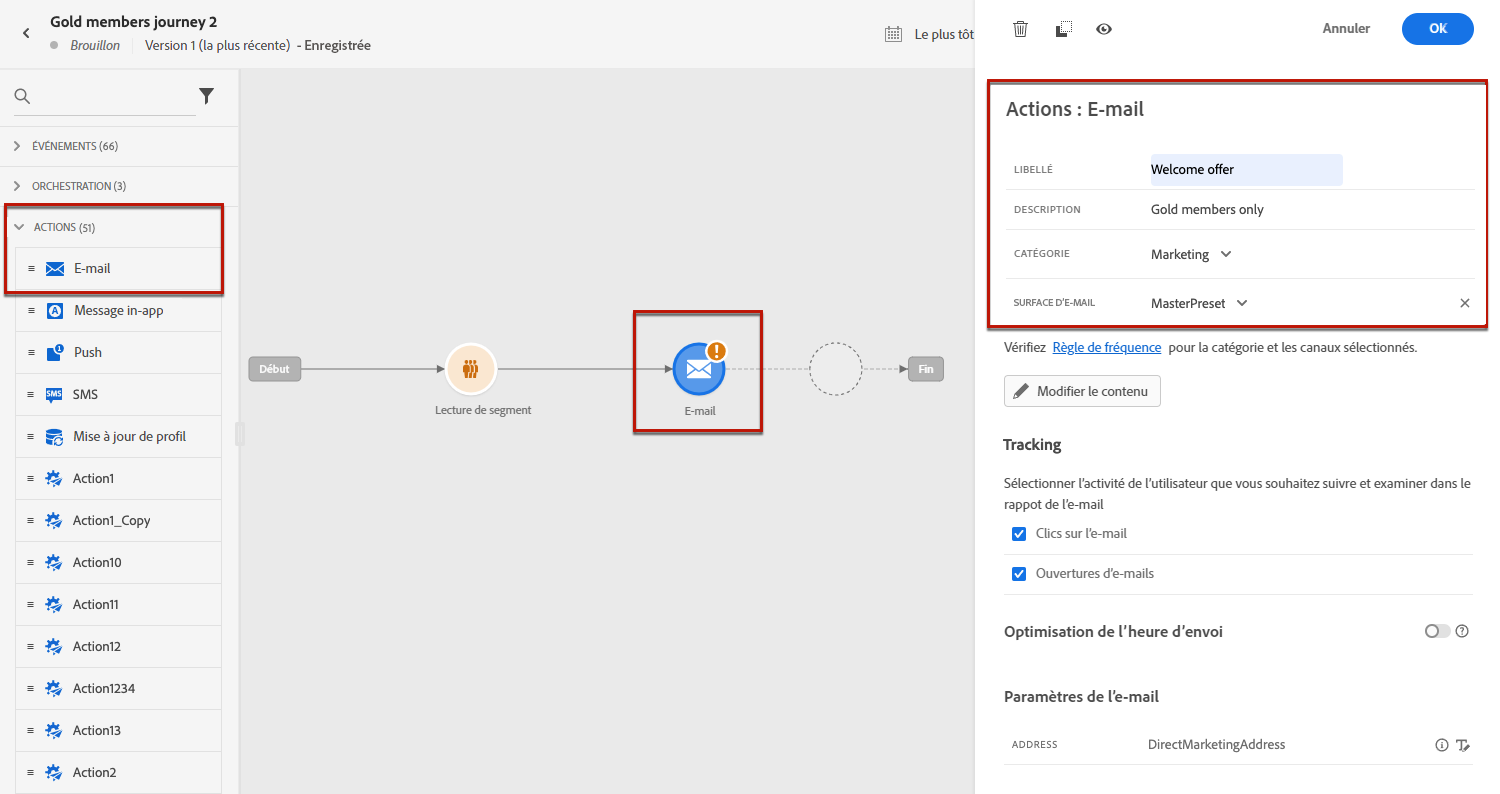 Gold members journey 2
Brouillon Version 1 (la plus récente) - Enregistrée
Le plus tôt
Annuler
OK
ÉVÉNEMENTS (66)
ORCHESTRATION (3)
ACTIONS (51)
E-mail
Message in-app
Push
SMS
SMS
Mise à jour de profil
Action1
Action1_Copy
Action10
Action11
Action12
Action1234
Action13
Action2
Début
Lecture de segment
E-mail
Fin
Actions : E-mail
LIBELLÉ Welcome offer
DESCRIPTION Gold members only
CATÉGORIE Marketing
SURFACE D'E-MAIL MasterPreset
Vérifiez Règle de fréquence pour la catégorie et les canaux sélectionnés.
Modifier le contenu
Tracking
Sélectionner l'activité de l'utilisateur que vous souhaitez suivre et examiner dans le
rappot de l'e-mail
Clics sur l'e-mail
Ouvertures d'e-mails
Optimisation de l'heure d'envoi
Paramètres de l'e-mail
ADDRESS DirectMarketingAddress